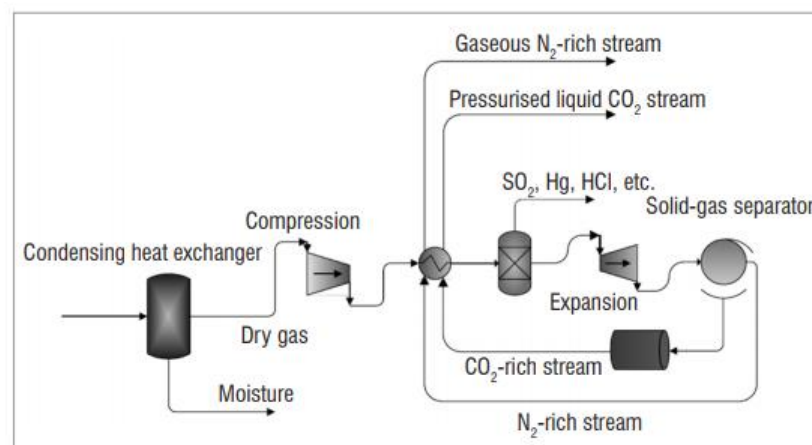 Gaseous N₂-rich stream
Pressurised liquid CO₂ stream
SO₂, Hg, HCl, etc.
Solid-gas separator
Compression
Condensing heat exchanger
Expansion
Dry gas
CO₂-rich stream
Moisture
N₂-rich stream